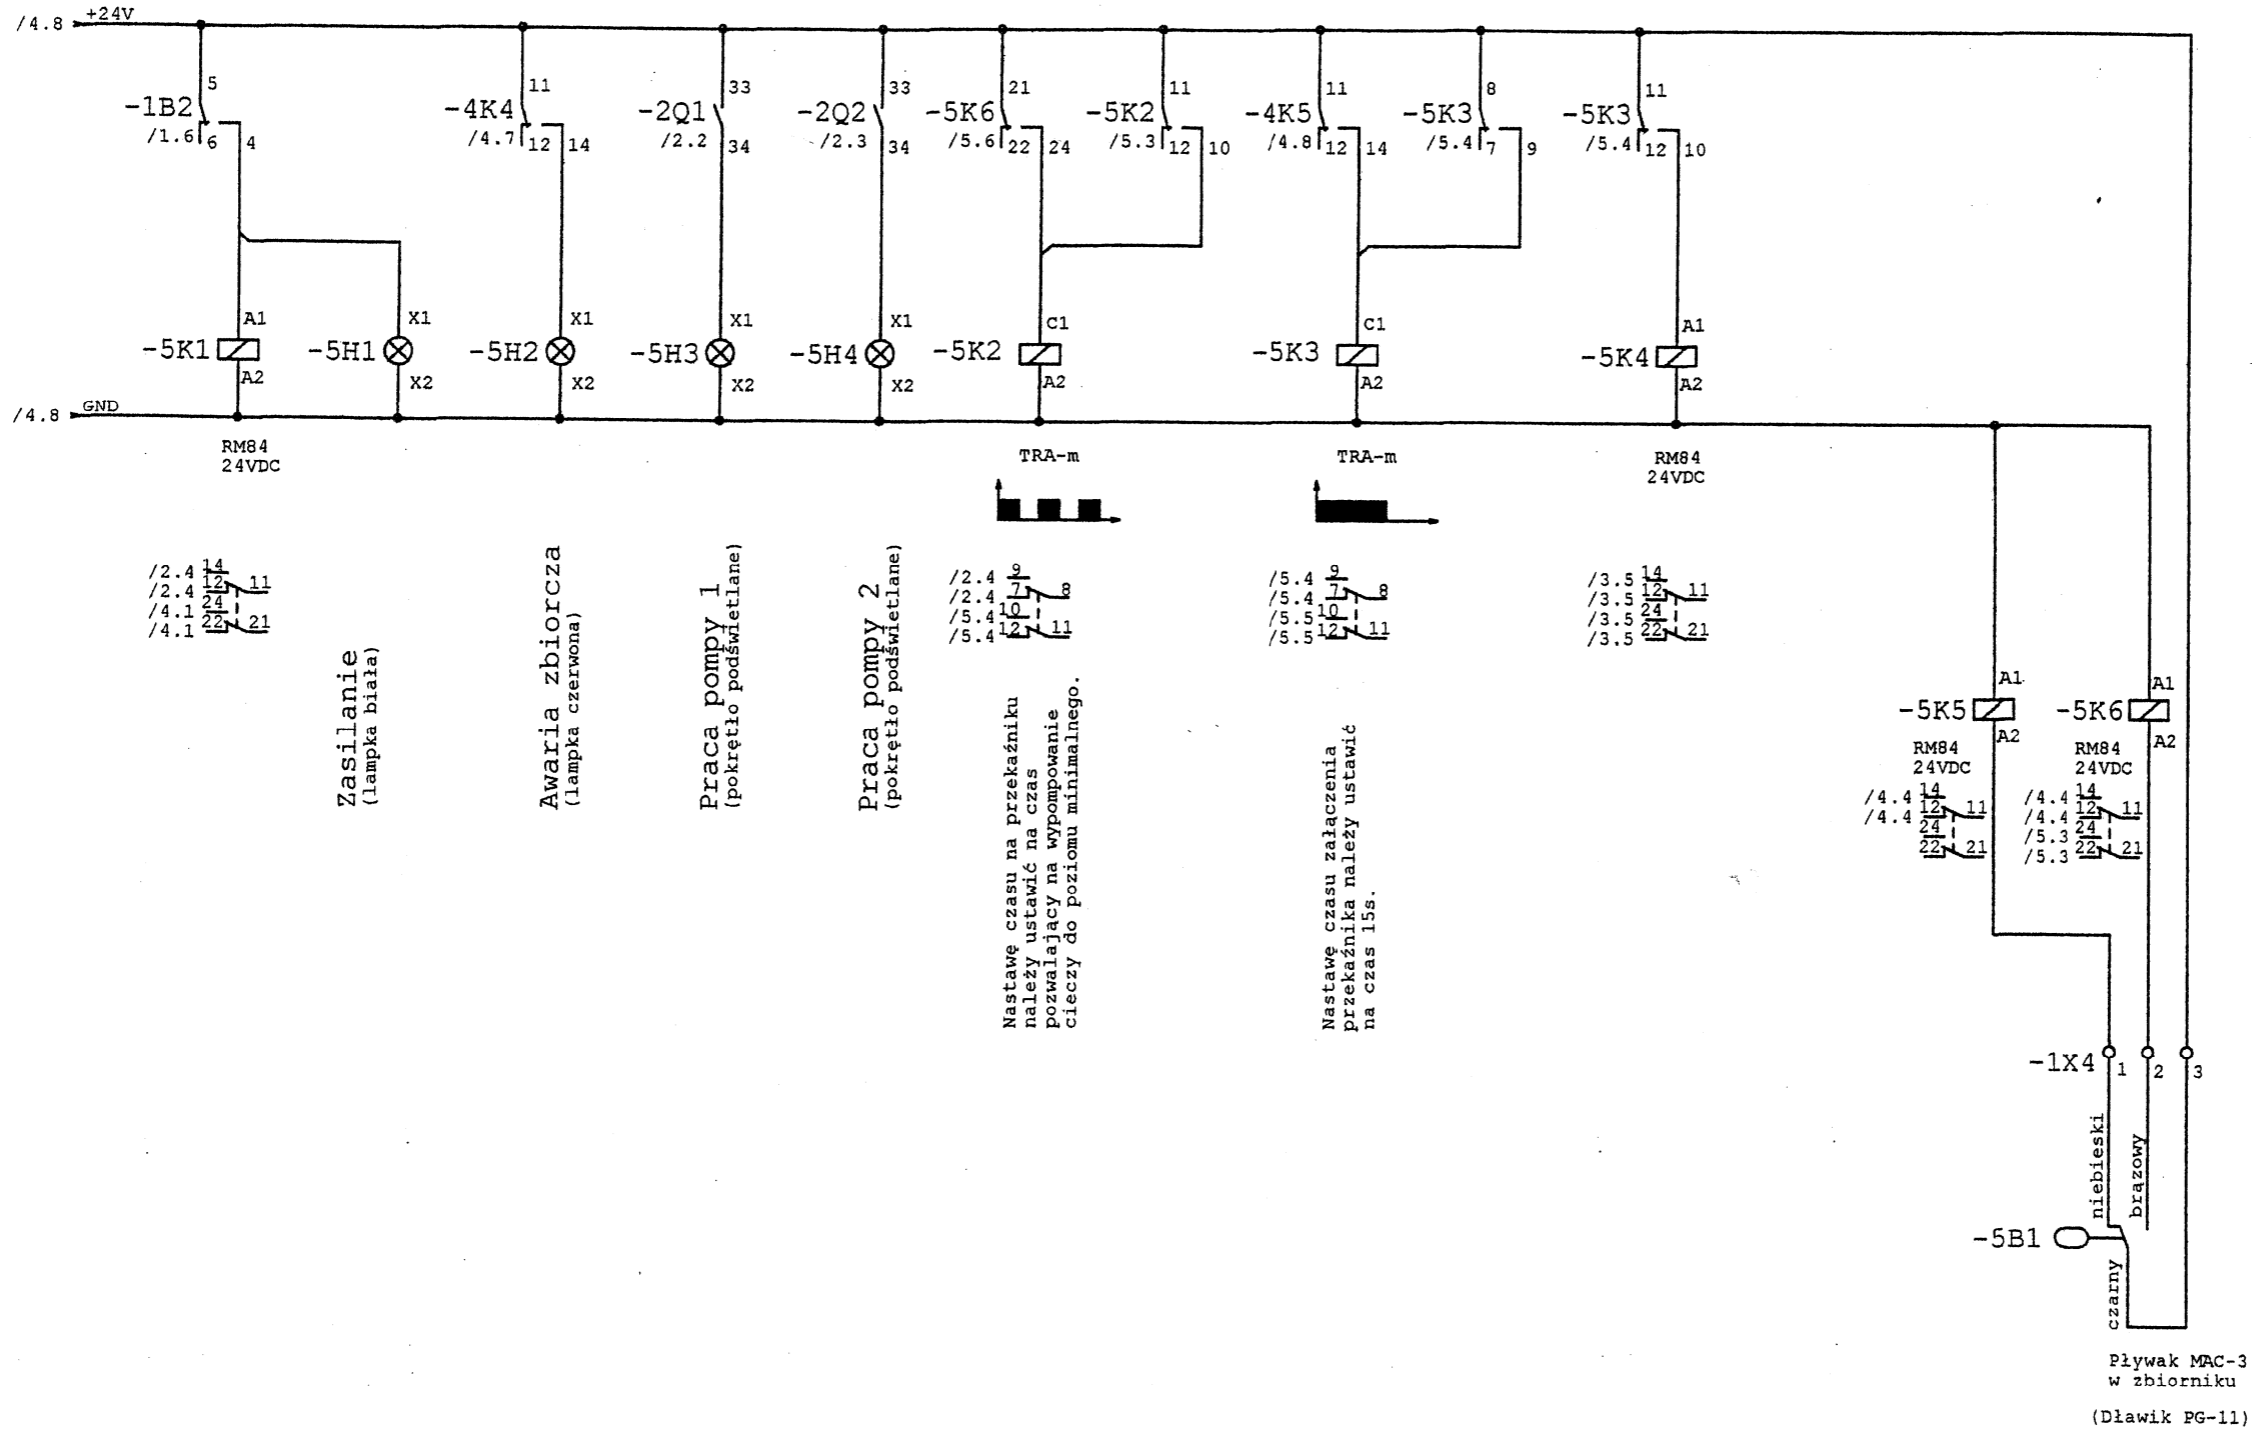 /4.8 +24V
5
-1B2
/1.6 6 4
11
-4K4
/4.7 12 14
33
-2Q1
/2.2 34
33
-2Q2
/2.3 34
21
-5K6
/5.6 22 24
11
-5K2
/5.3 12 10
11
-4K5
/4.8 12 14
8
-5K3
/5.4 7 9
11
-5K3
/5.4 12 10
A1
-5K1
A2
X1
-5H1
X2
X1
-5H2
X2
X1
-5H3
X2
X1
-5H4
X2
C1
-5K2
A2
C1
-5K3
A2
A1
-5K4
A2
/4.8 GND
RM84
24VDC
TRA-m
TRA-m
RM84
24VDC
/2.4 14
/2.4 12 11
/4.1 24
/4.1 22 21
Zasilanie
(lampka biała)
Awaria zbiorcza
(lampka czerwona)
Praca pompy 1
(pokrętło podświetlane)
Praca pompy 2
(pokrętło podświetlane)
/2.4 9
/2.4 7 8
/5.4 10
/5.4 12 11
Nastawę czasu na przekaźniku
należy ustawić na czas
pozwalający na wypompowanie
cieczy do poziomu minimalnego.
/5.4 9
/5.4 7 8
/5.5 10
/5.5 12 11
Nastawę czasu załączenia
przekaźnika należy ustawić
na czas 15s.
/3.5 14
/3.5 12 11
/3.5 24
/3.5 22 21
A1
-5K5
A2
RM84
24VDC
/4.4 14
/4.4 12 11
24
22 21
A1
-5K6
A2
RM84
24VDC
/4.4 14
/4.4 12 11
/5.3 24
/5.3 22 21
-1X4 1 2 3
niebieski
brązowy
-5B1
czarny
Pływak MAC-3
w zbiorniku
(Dławik PG-11)